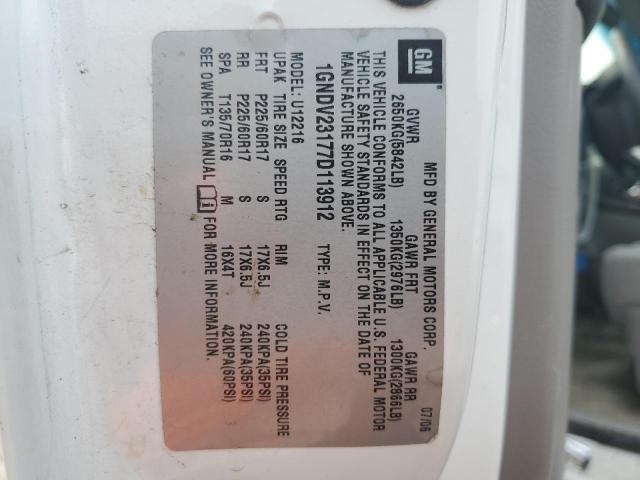 GM
MFD BY GENERAL MOTORS CORP. 07/06
GVWR GAWR FRT GAWR RR
2650KG(5842LB) 1350KG(2976LB) 1300KG(2866LB)
THIS VEHICLE CONFORMS TO ALL APPLICABLE U.S. FEDERAL MOTOR
VEHICLE SAFETY STANDARDS IN EFFECT ON THE DATE OF
MANUFACTURE SHOWN ABOVE.
1GNDV23177D113912 TYPE: M.P.V.
MODEL: U12216
UPAK TIRE SIZE SPEED RTG RIM COLD TIRE PRESSURE
FRT P225/60R17 S 17X6.5J 240KPA(35PSI)
RR P225/60R17 S 17X6.5J 240KPA(35PSI)
SPA T135/70R16 M 16X4T 420KPA(60PSI)
SEE OWNER'S MANUAL i FOR MORE INFORMATION.